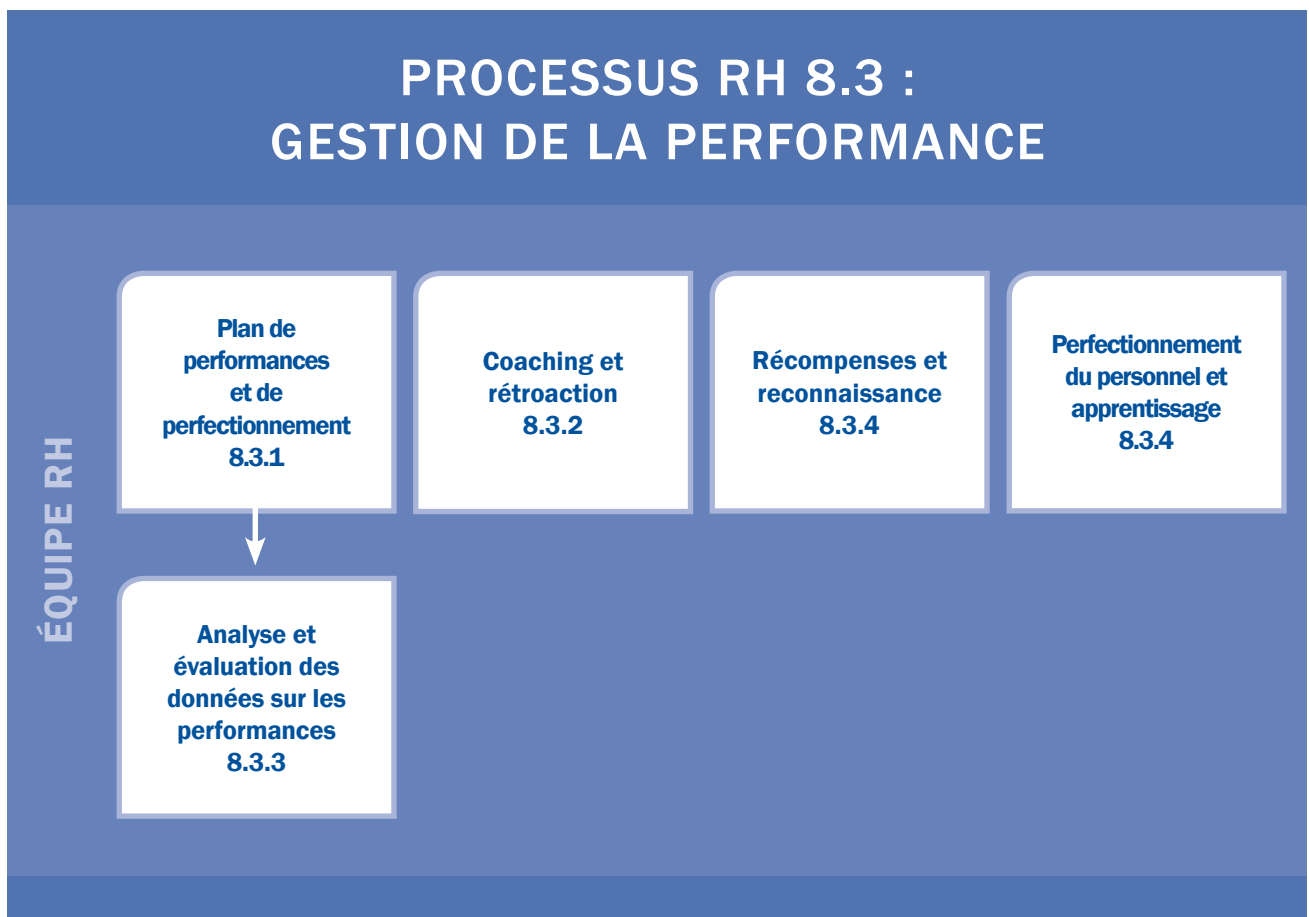 PROCESSUS RH 8.3 :
GESTION DE LA PERFORMANCE
ÉQUIPE RH
Plan de
performances
et de
perfectionnement
8.3.1
Coaching et
rétroaction
8.3.2
Récompenses et
reconnaissance
8.3.4
Perfectionnement
du personnel et
apprentissage
8.3.4
Analyse et
évaluation des
données sur les
performances
8.3.3